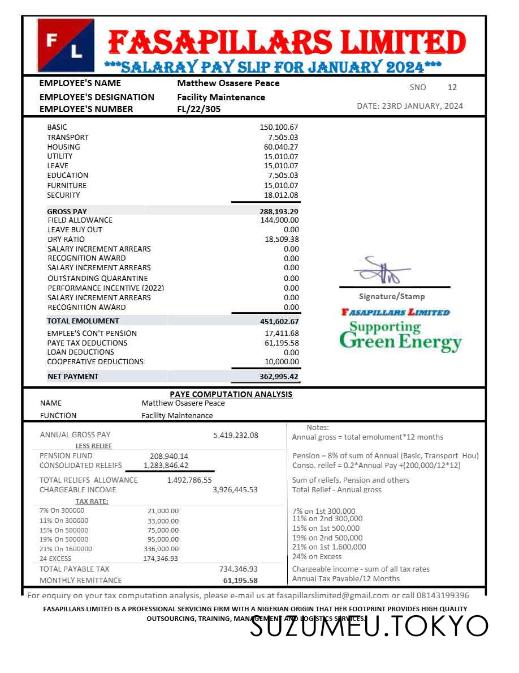 F
L
FASAPILLARS LIMITED
***SALARAY PAY SLIP FOR JANUARY 2024***
EMPLOYEE'S NAME Matthew Osasere Peace SNO 12
EMPLOYEE'S DESIGNATION Facility Maintenance
EMPLOYEE'S NUMBER FL/22/305 DATE: 23RD JANUARY, 2024
BASIC 150,100.67
TRANSPORT 7,505.03
HOUSING 60,040.27
UTILITY 15,010.07
LEAVE 15,010.07
EDUCATION 7,505.03
FURNITURE 15,010.07
SECURITY 18,012.08
GROSS PAY 288,193.29
FIELD ALLOWANCE 144,900.00
LEAVE BUY OUT 0.00
DRY RATIO 18,509.38
SALARY INCREMENT ARREARS 0.00
RECOGNITION AWARD 0.00
SALARY INCREMENT ARREARS 0.00
OUTSTANDING QUARANTINE 0.00
PERFORMANCE INCENTIVE (2022) 0.00
SALARY INCREMENT ARREARS 0.00
RECOGNITION AWARD 0.00
Signature/Stamp
FASAPILLARS LIMITED
Supporting
Green Energy
TOTAL EMOLUMENT 451,602.67
EMPLEE'S CON'T PENSION 17,411.68
PAYE TAX DEDUCTIONS 61,195.58
LOAN DEDUCTIONS 0.00
COOPERATIVE DEDUCTIONS 10,000.00
NET PAYMENT 362,995.42
PAYE COMPUTATION ANALYSIS
NAME Matthew Osasere Peace
FUNCTION Facility Maintenance
Notes:
ANNUAL GROSS PAY 5,419,232.08 Annual gross = total emolument*12 months
LESS RELIEF
PENSION FUND 208,940.14 Pension = 8% of sum of Annual (Basic, Transport Hou)
CONSOLIDATED RELEIFS 1,283,846.42 Conso. relief = 0.2*Annual Pay +(200,000/12*12)
TOTAL RELIEFS ALLOWANCE 1,492,786.55 Sum of reliefs, Pension and others
CHARGEABLE INCOME 3,926,445.53 Total Relief - Annual gross
TAX RATE:
7% On 300000 21,000.00 7% on 1st 300,000
11% On 300000 33,000.00 11% on 2nd 300,000
15% On 500000 75,000.00 15% on 1st 500,000
19% On 500000 95,000.00 19% on 2nd 500,000
21% On 1600000 336,000.00 21% on 1st 1,600,000
24 EXCESS 174,346.93 24% on Excess
TOTAL PAYABLE TAX 734,346.93 Chargeable income - sum of all tax rates
MONTHLY REMITTANCE 61,195.58 Annual Tax Payable/12 Months
For enquiry on your tax computation analysis, please e-mail us at fasapillarslimited@gmail.com or call 08143199396
FASAPILLARS LIMITED IS A PROFESSIONAL SERVICING FIRM WITH A NIGERIAN ORIGIN THAT HER FOOTPRINT PROVIDES HIGH QUALITY
OUTSOURCING, TRAINING, MANAGEMENT AND LOGISTICS SERVICES.
SUZUMEU.TOKYO